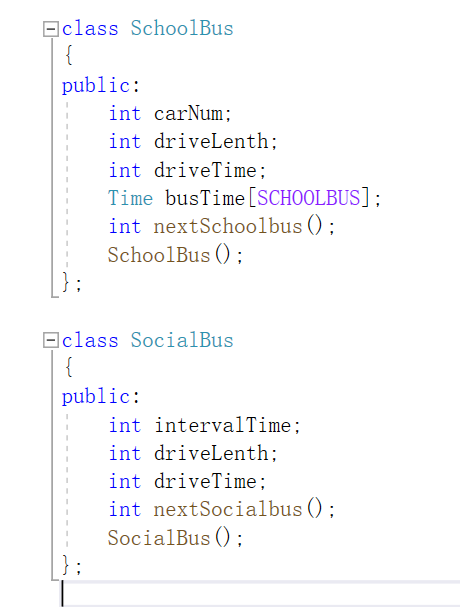 class SchoolBus
{
public:
    int carNum;
    int driveLenth;
    int driveTime;
    Time busTime[SCHOOLBUS];
    int nextSchoolbus();
    SchoolBus();
};

class SocialBus
{
public:
    int intervalTime;
    int driveLenth;
    int driveTime;
    int nextSocialbus();
    SocialBus();
};